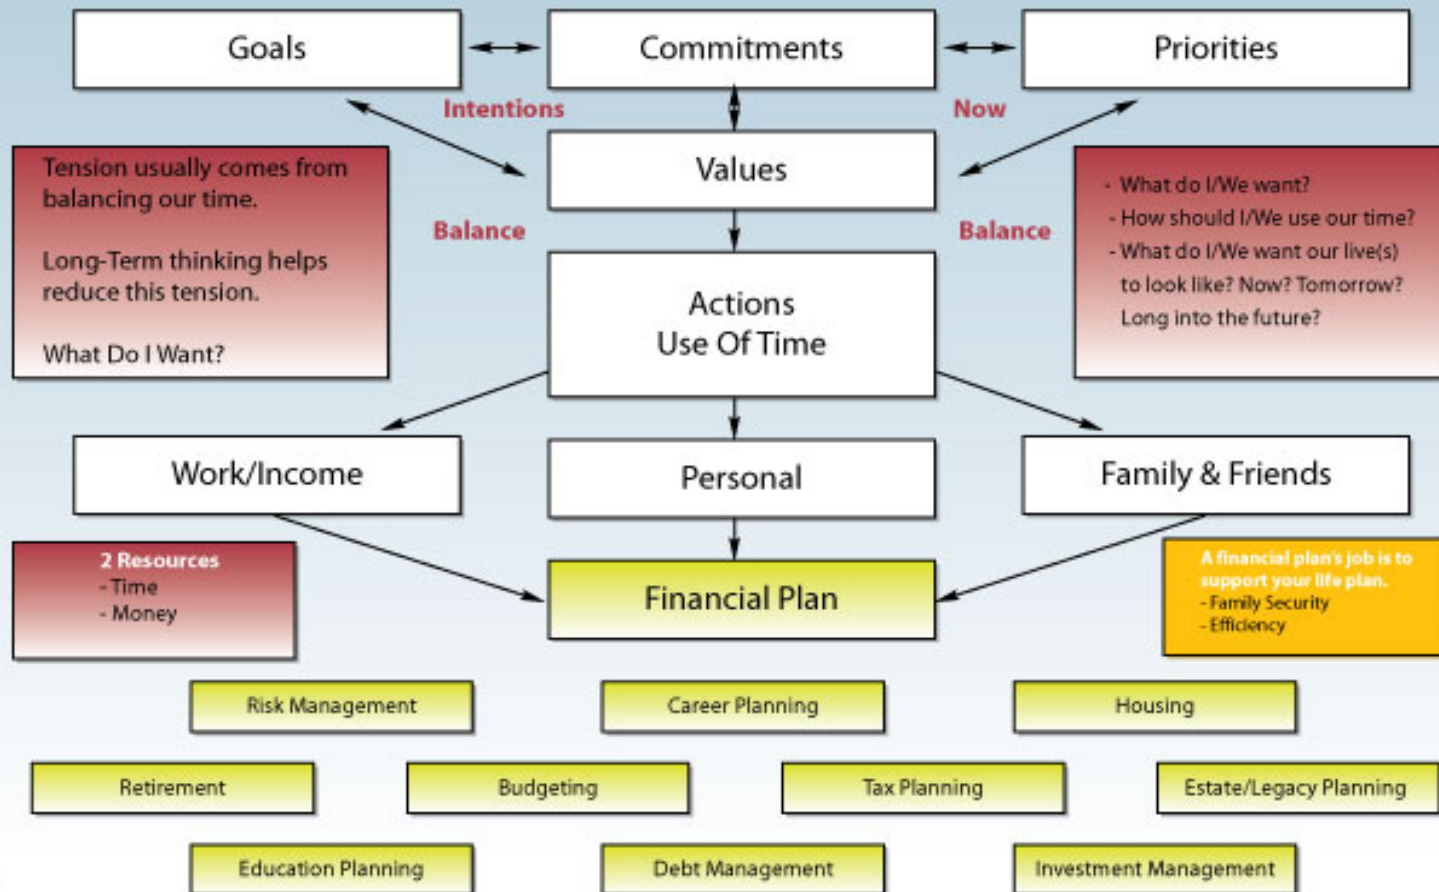 Goals
Commitments
Priorities
Intentions
Now
Values
Tension usually comes from
balancing our time.
Long-Term thinking helps
reduce this tension.
What Do I Want?
- What do I/We want?
- How should I/We use our time?
- What do I/We want our live(s)
to look like? Now? Tomorrow?
Long into the future?
Balance
Balance
Actions
Use Of Time
Work/Income
Personal
Family & Friends
2 Resources
- Time
- Money
Financial Plan
A financial plan's job is to
support your life plan.
- Family Security
- Efficiency
Risk Management
Career Planning
Housing
Retirement
Budgeting
Tax Planning
Estate/Legacy Planning
Education Planning
Debt Management
Investment Management